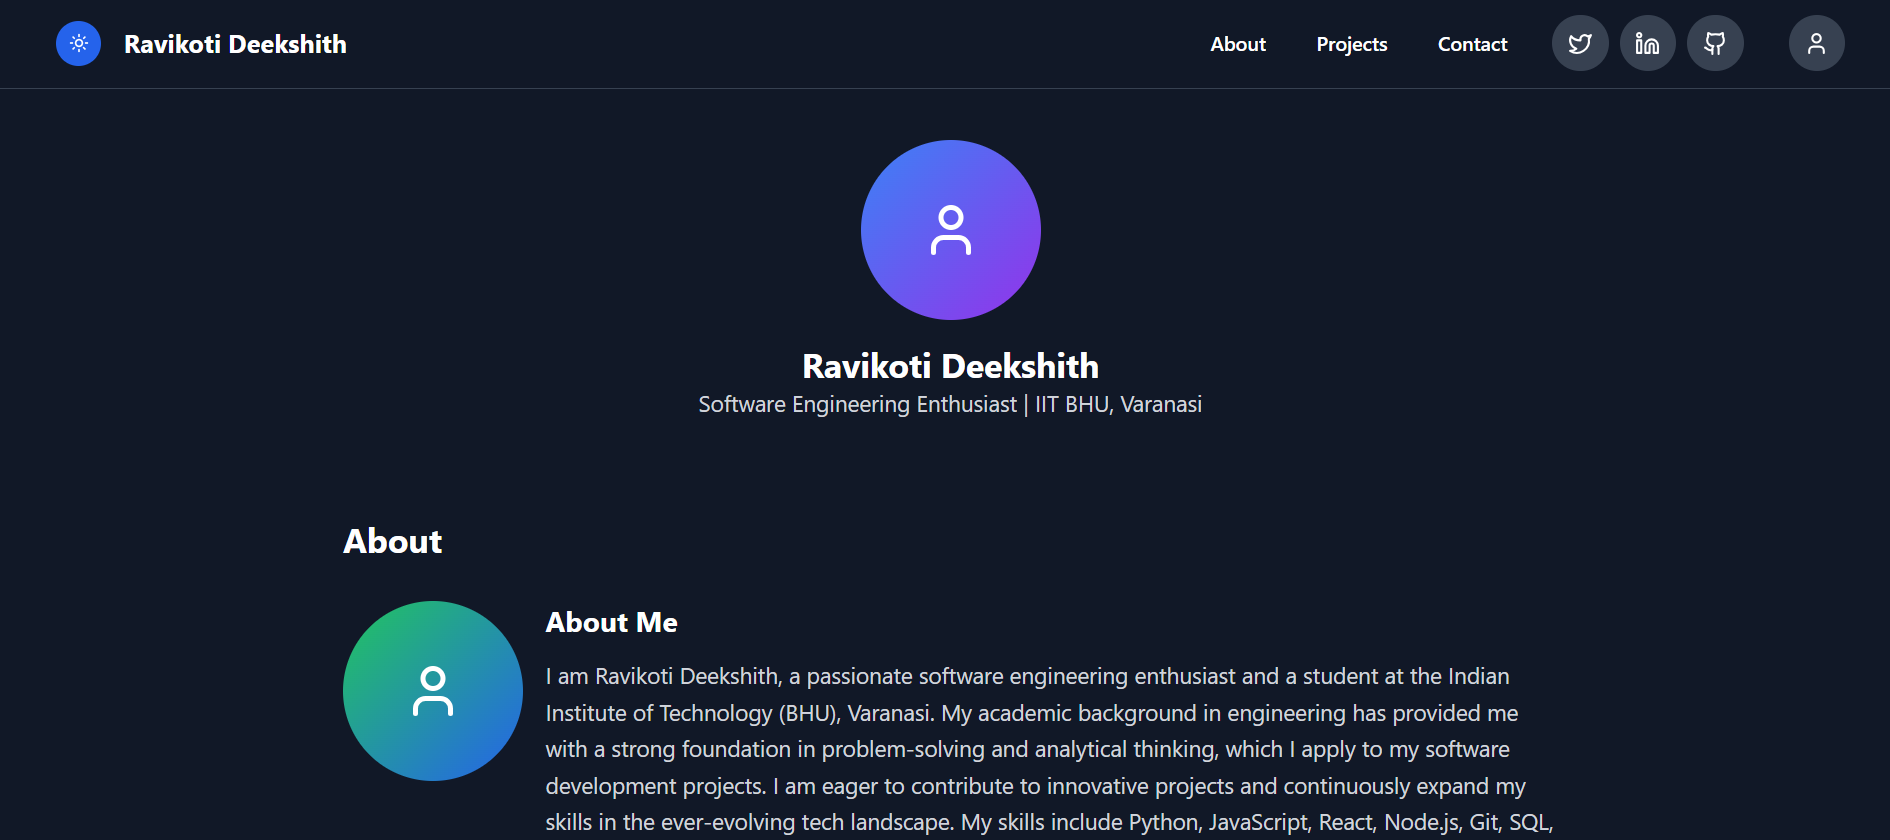 Ravikoti Deekshith
About
Projects
Contact
Ravikoti Deekshith
Software Engineering Enthusiast | IIT BHU, Varanasi
About
About Me
I am Ravikoti Deekshith, a passionate software engineering enthusiast and a student at the Indian
Institute of Technology (BHU), Varanasi. My academic background in engineering has provided me
with a strong foundation in problem-solving and analytical thinking, which I apply to my software
development projects. I am eager to contribute to innovative projects and continuously expand my
skills in the ever-evolving tech landscape. My skills include Python, JavaScript, React, Node.js, Git, SQL,